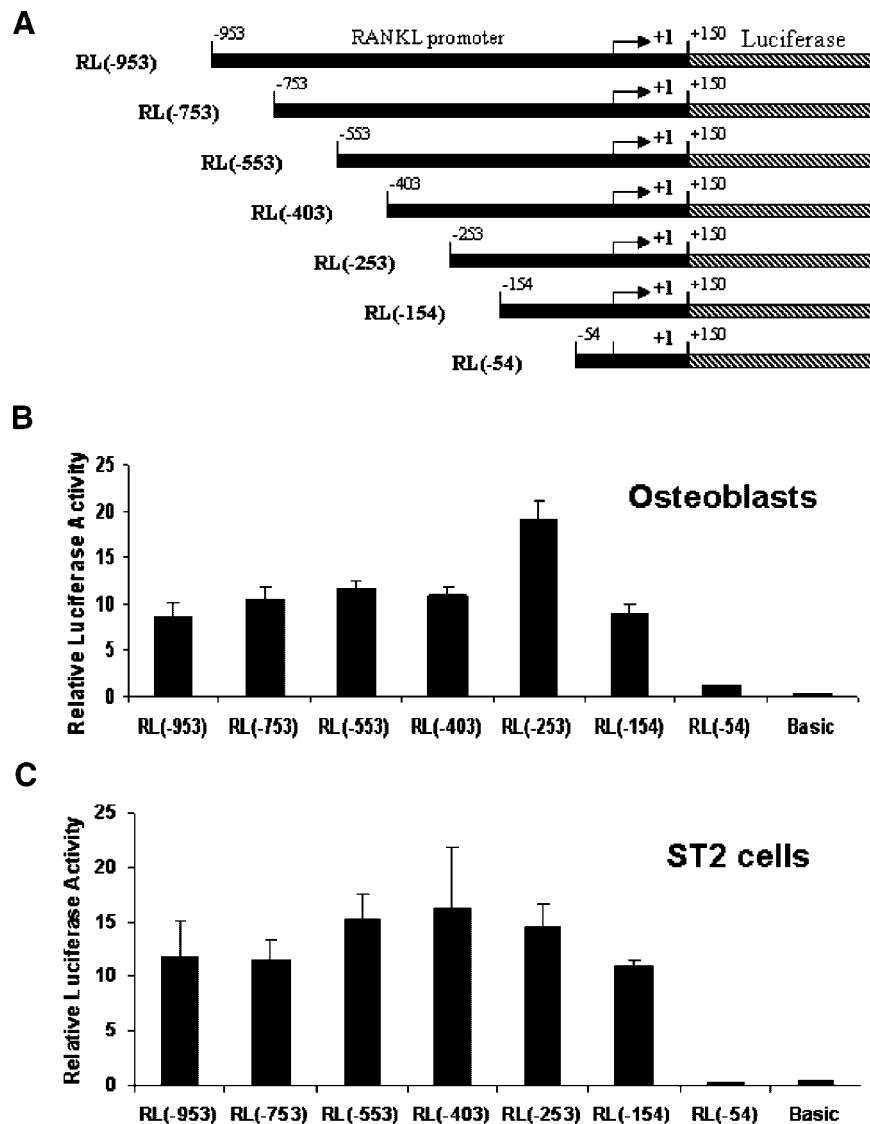 A
-953 RANKL promoter +1 +150 Luciferase
RL(-953)
-753 +1 +150
RL(-753)
-553 +1 +150
RL(-553)
-403 +1 +150
RL(-403)
-253 +1 +150
RL(-253)
-154 +1 +150
RL(-154)
-54 +1 +150
RL(-54)
B
Relative Luciferase Activity
25
20
15
10
5
0
Osteoblasts
RL(-953) RL(-753) RL(-553) RL(-403) RL(-253) RL(-154) RL(-54) Basic
C
Relative Luciferase Activity
25
20
15
10
5
0
ST2 cells
RL(-953) RL(-753) RL(-553) RL(-403) RL(-253) RL(-154) RL(-54) Basic